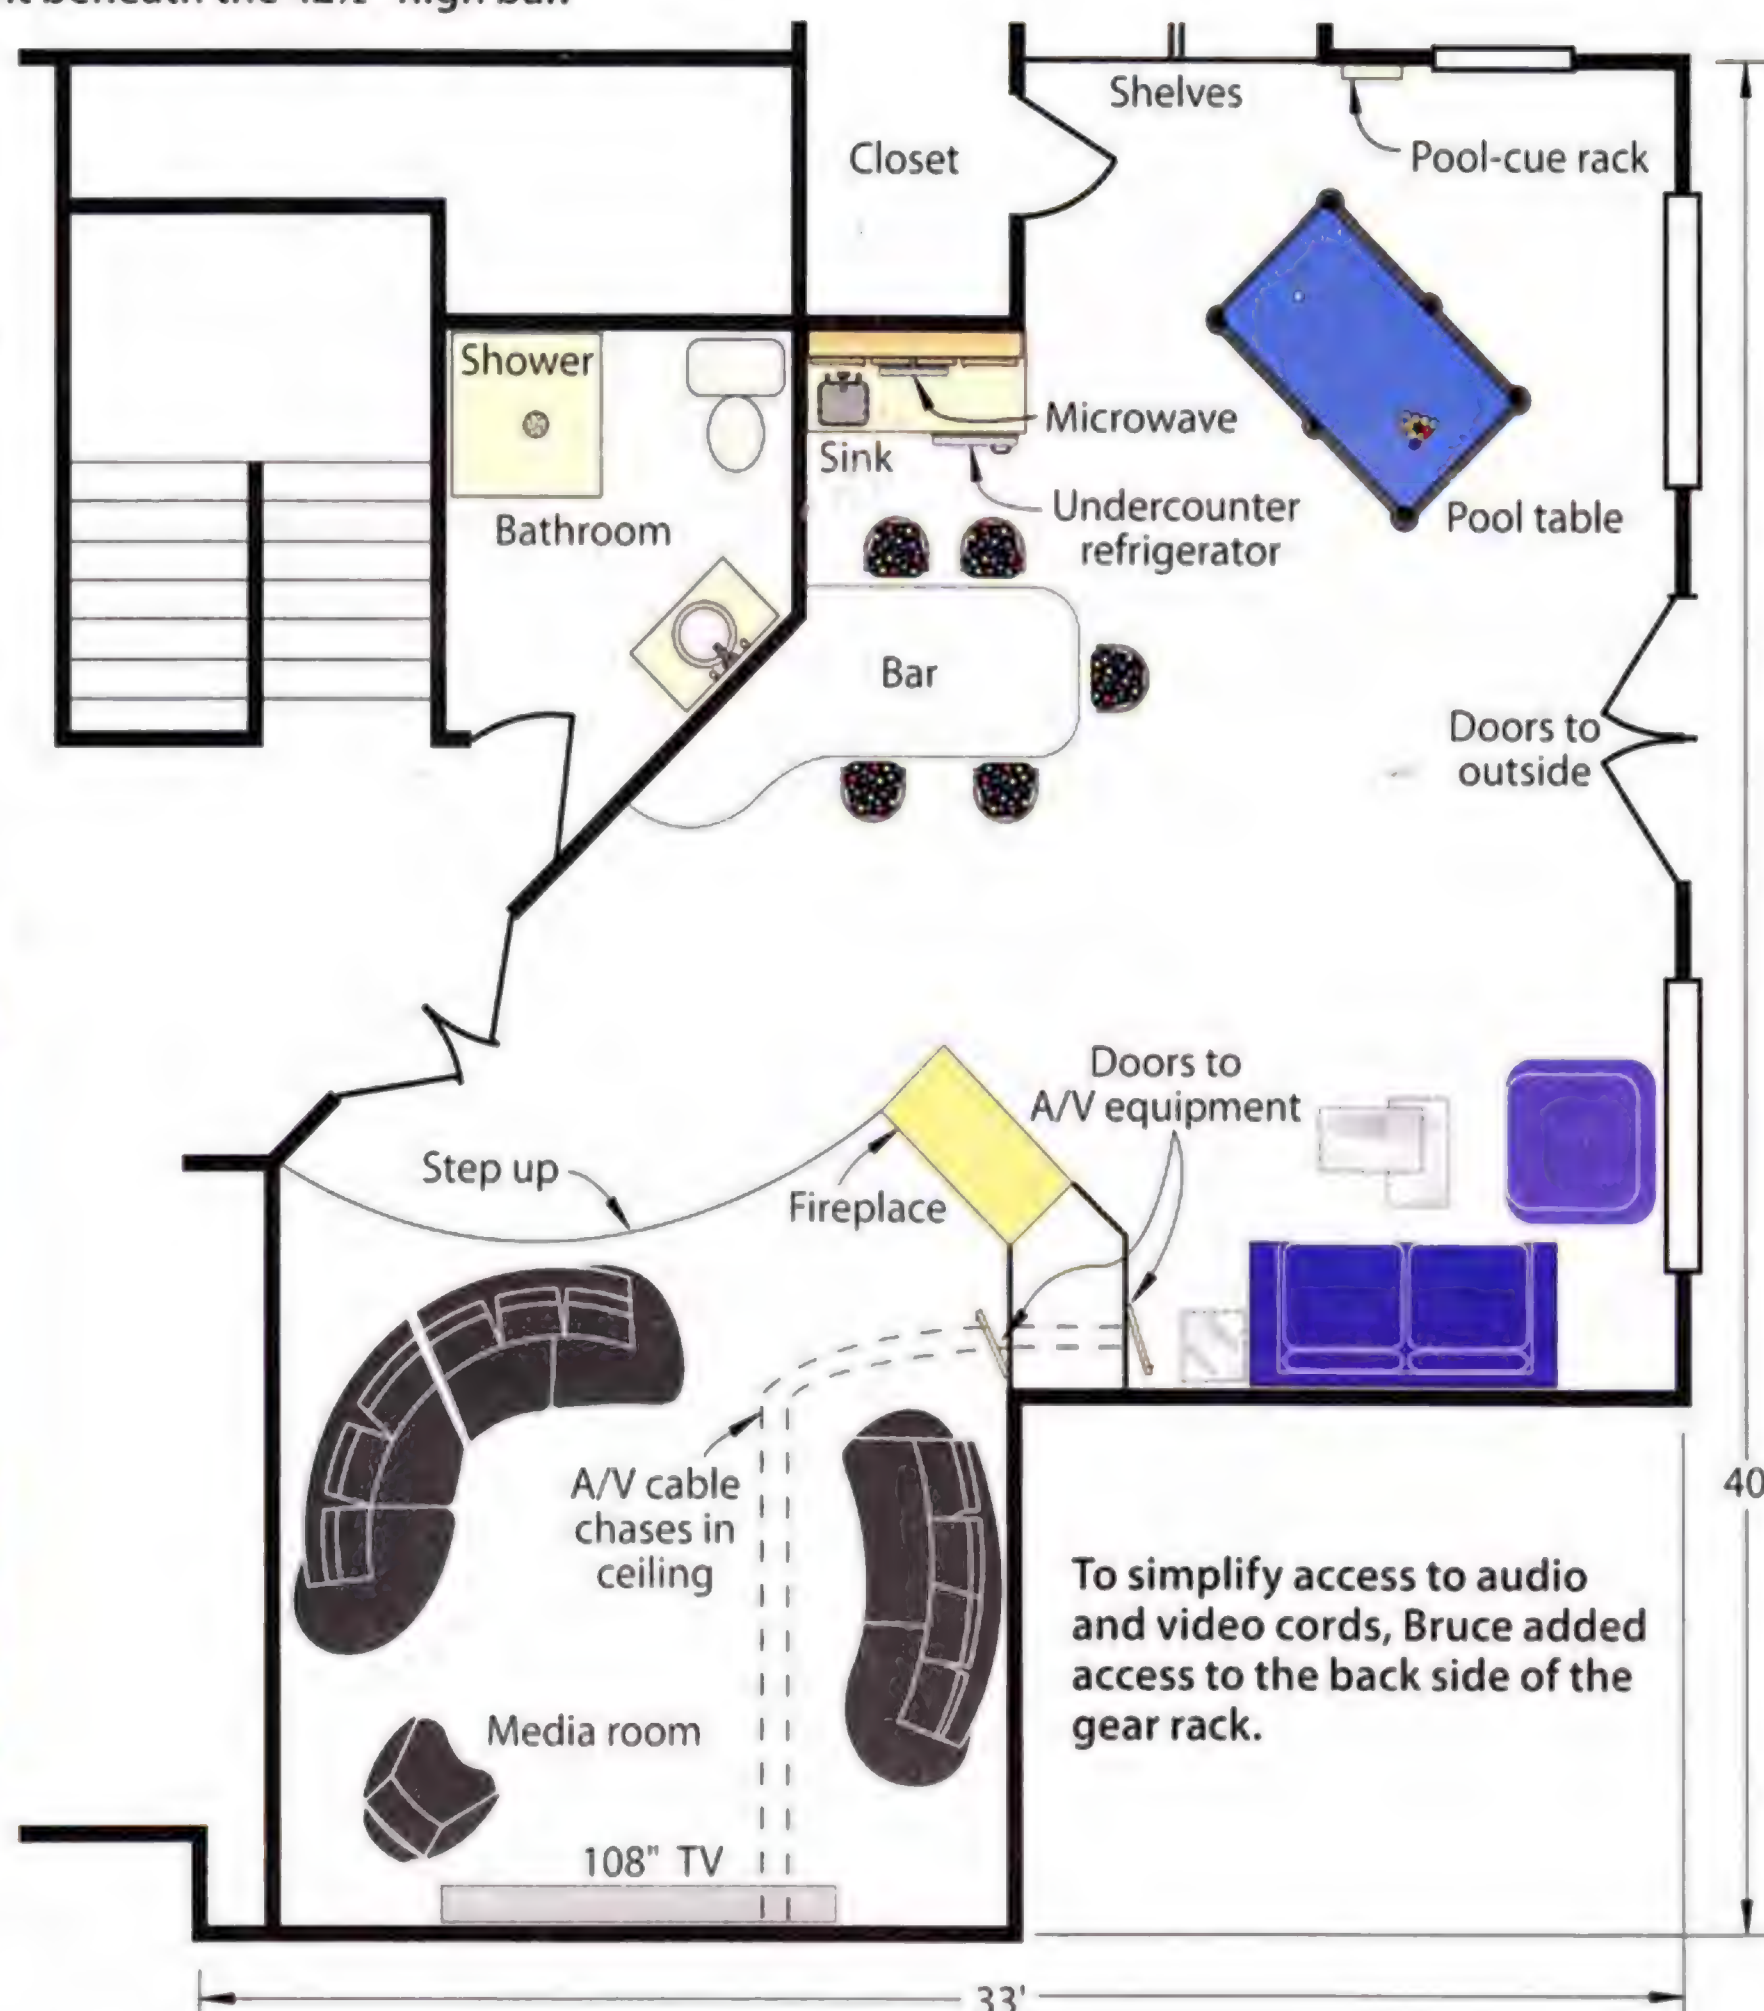 Shelves
Closet
Pool-cue rack
Shower
Microwave
Sink
Undercounter
refrigerator
Pool table
Bathroom
Bar
Doors to
outside
Doors to
A/V equipment
Step up
Fireplace
A/V cable
chases in
ceiling
40
To simplify access to audio
and video cords, Bruce added
access to the back side of the
gear rack.
Media room
108" TV
33'